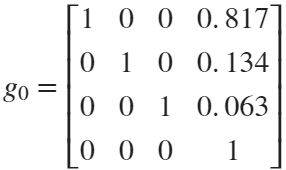 1 0 0 0.817
0 1 0 0.134
g₀ =
0 0 1 0.063
0 0 0 1